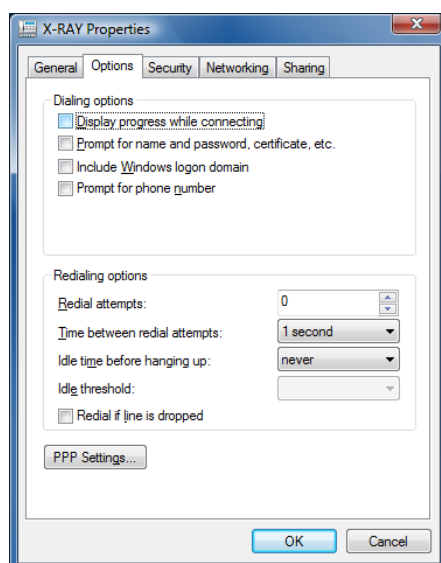 X-RAY Properties
General Options Security Networking Sharing
Dialing options
Display progress while connecting
Prompt for name and password, certificate, etc.
Include Windows logon domain
Prompt for phone number
Redialing options
Redial attempts: 0
Time between redial attempts: 1 second
Idle time before hanging up: never
Idle threshold:
Redial if line is dropped
PPP Settings...
OK Cancel